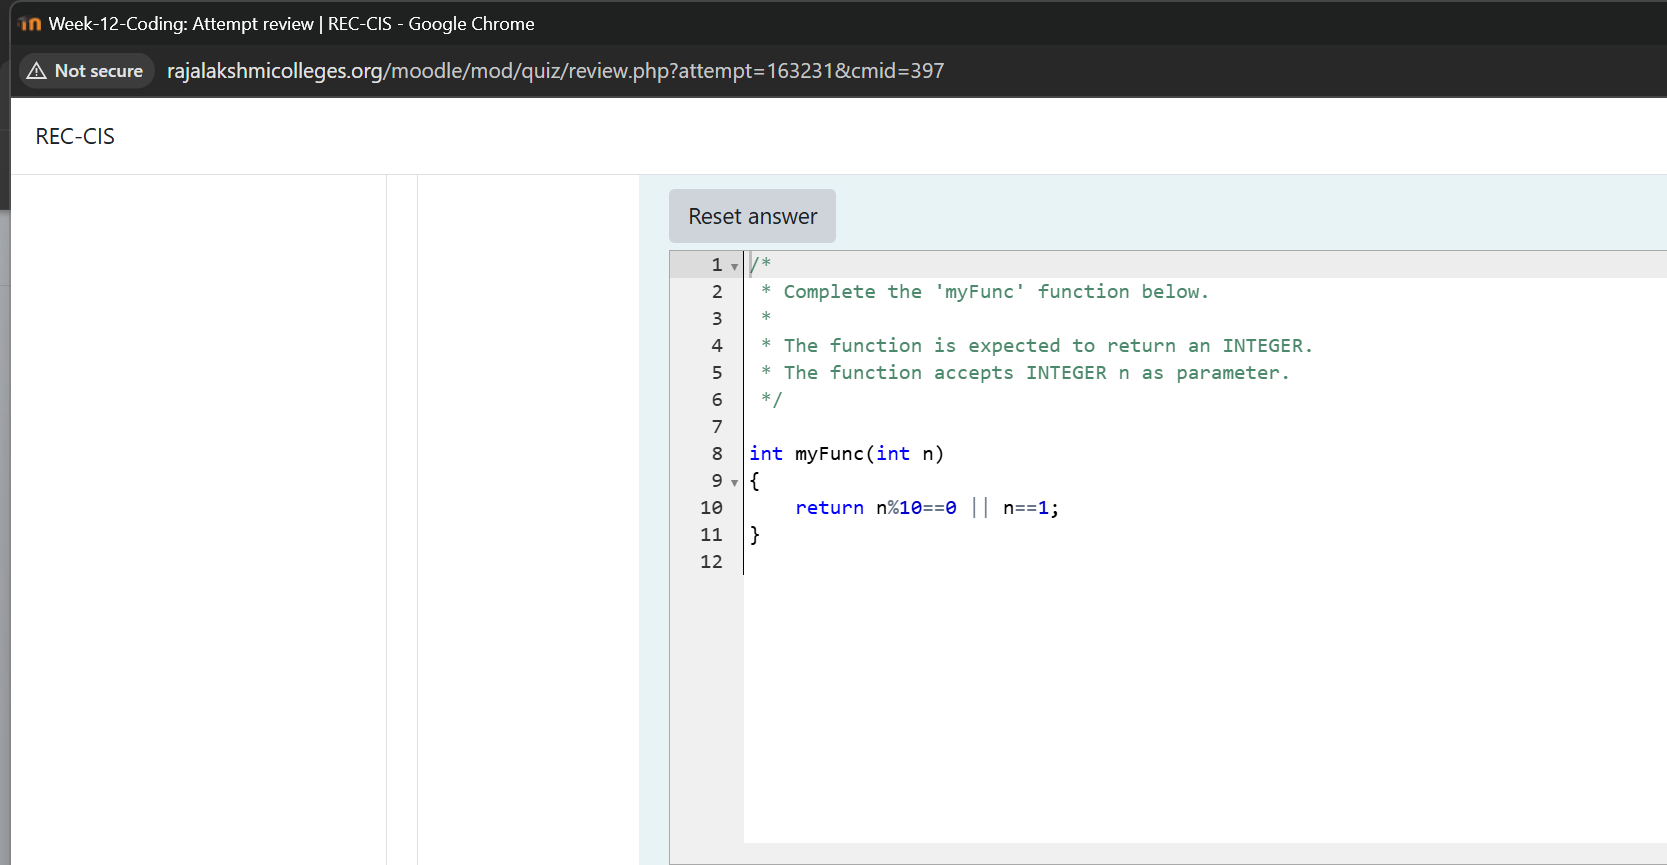 Week-12-Coding: Attempt review | REC-CIS - Google Chrome
Not secure rajalakshmicolleges.org/moodle/mod/quiz/review.php?attempt=163231&cmid=397
REC-CIS
Reset answer
1 /*
2  * Complete the 'myFunc' function below.
3  *
4  * The function is expected to return an INTEGER.
5  * The function accepts INTEGER n as parameter.
6  */
7
8 int myFunc(int n)
9 {
10     return n%10==0 || n==1;
11 }
12